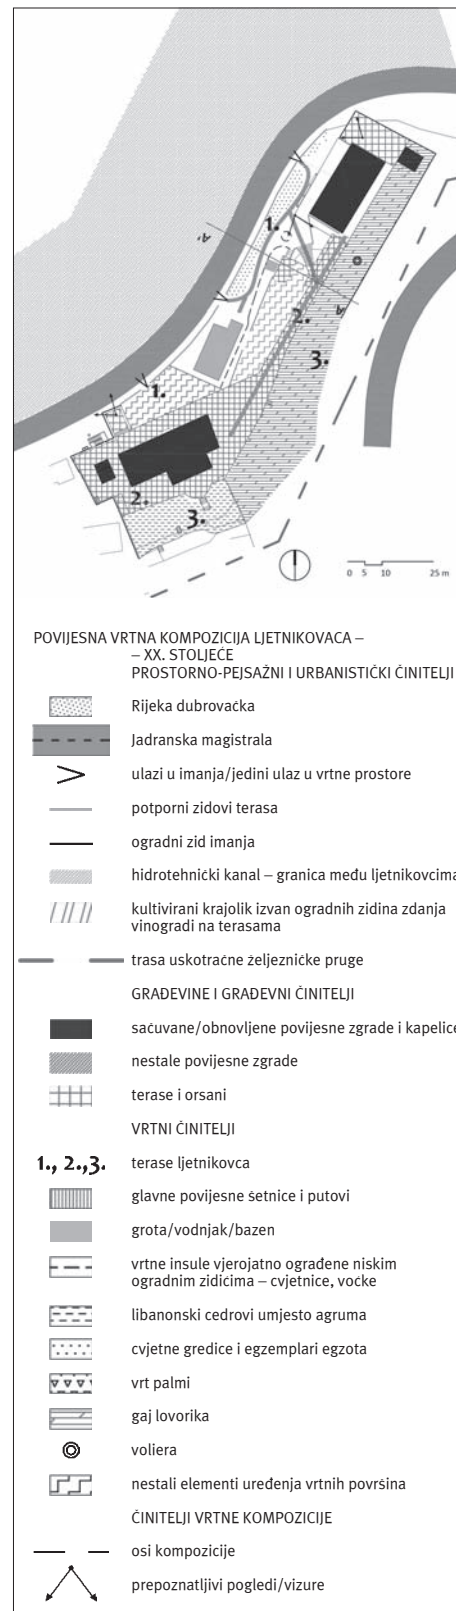 1.
A'
A
2.
3.
1.
2.
3.
0 5 10 25 m
POVIJESNA VRTNA KOMPOZICIJA LJETNIKOVACA –
– XX. STOLJEĆE
PROSTORNO-PEJSAŽNI I URBANISTIČKI ČINITELJI
Rijeka dubrovačka
Jadranska magistrala
ulazi u imanja/jedini ulaz u vrtne prostore
potporni zidovi terasa
ogradni zid imanja
hidrotehnički kanal – granica među ljetnikovcima
kultivirani krajolik izvan ogradnih zidina zdanja
vinogradi na terasama
trasa uskotračne željezničke pruge
GRAĐEVINE I GRAĐEVNI ČINITELJI
sačuvane/obnovljene povijesne zgrade i kapelice
nestale povijesne zgrade
terase i orsani
VRTNI ČINITELJI
1., 2.,3. terase ljetnikovca
glavne povijesne šetnice i putovi
grota/vodnjak/bazen
vrtne insule vjerojatno ograđene niskim
ogradnim zidićima – cvjetnice, voćke
libanonski cedrovi umjesto agruma
cvjetne gredice i egzemplari egzota
vrt palmi
gaj lovorika
voliera
nestali elementi uređenja vrtnih površina
ČINITELJI VRTNE KOMPOZICIJE
osi kompozicije
prepoznatljivi pogledi/vizure